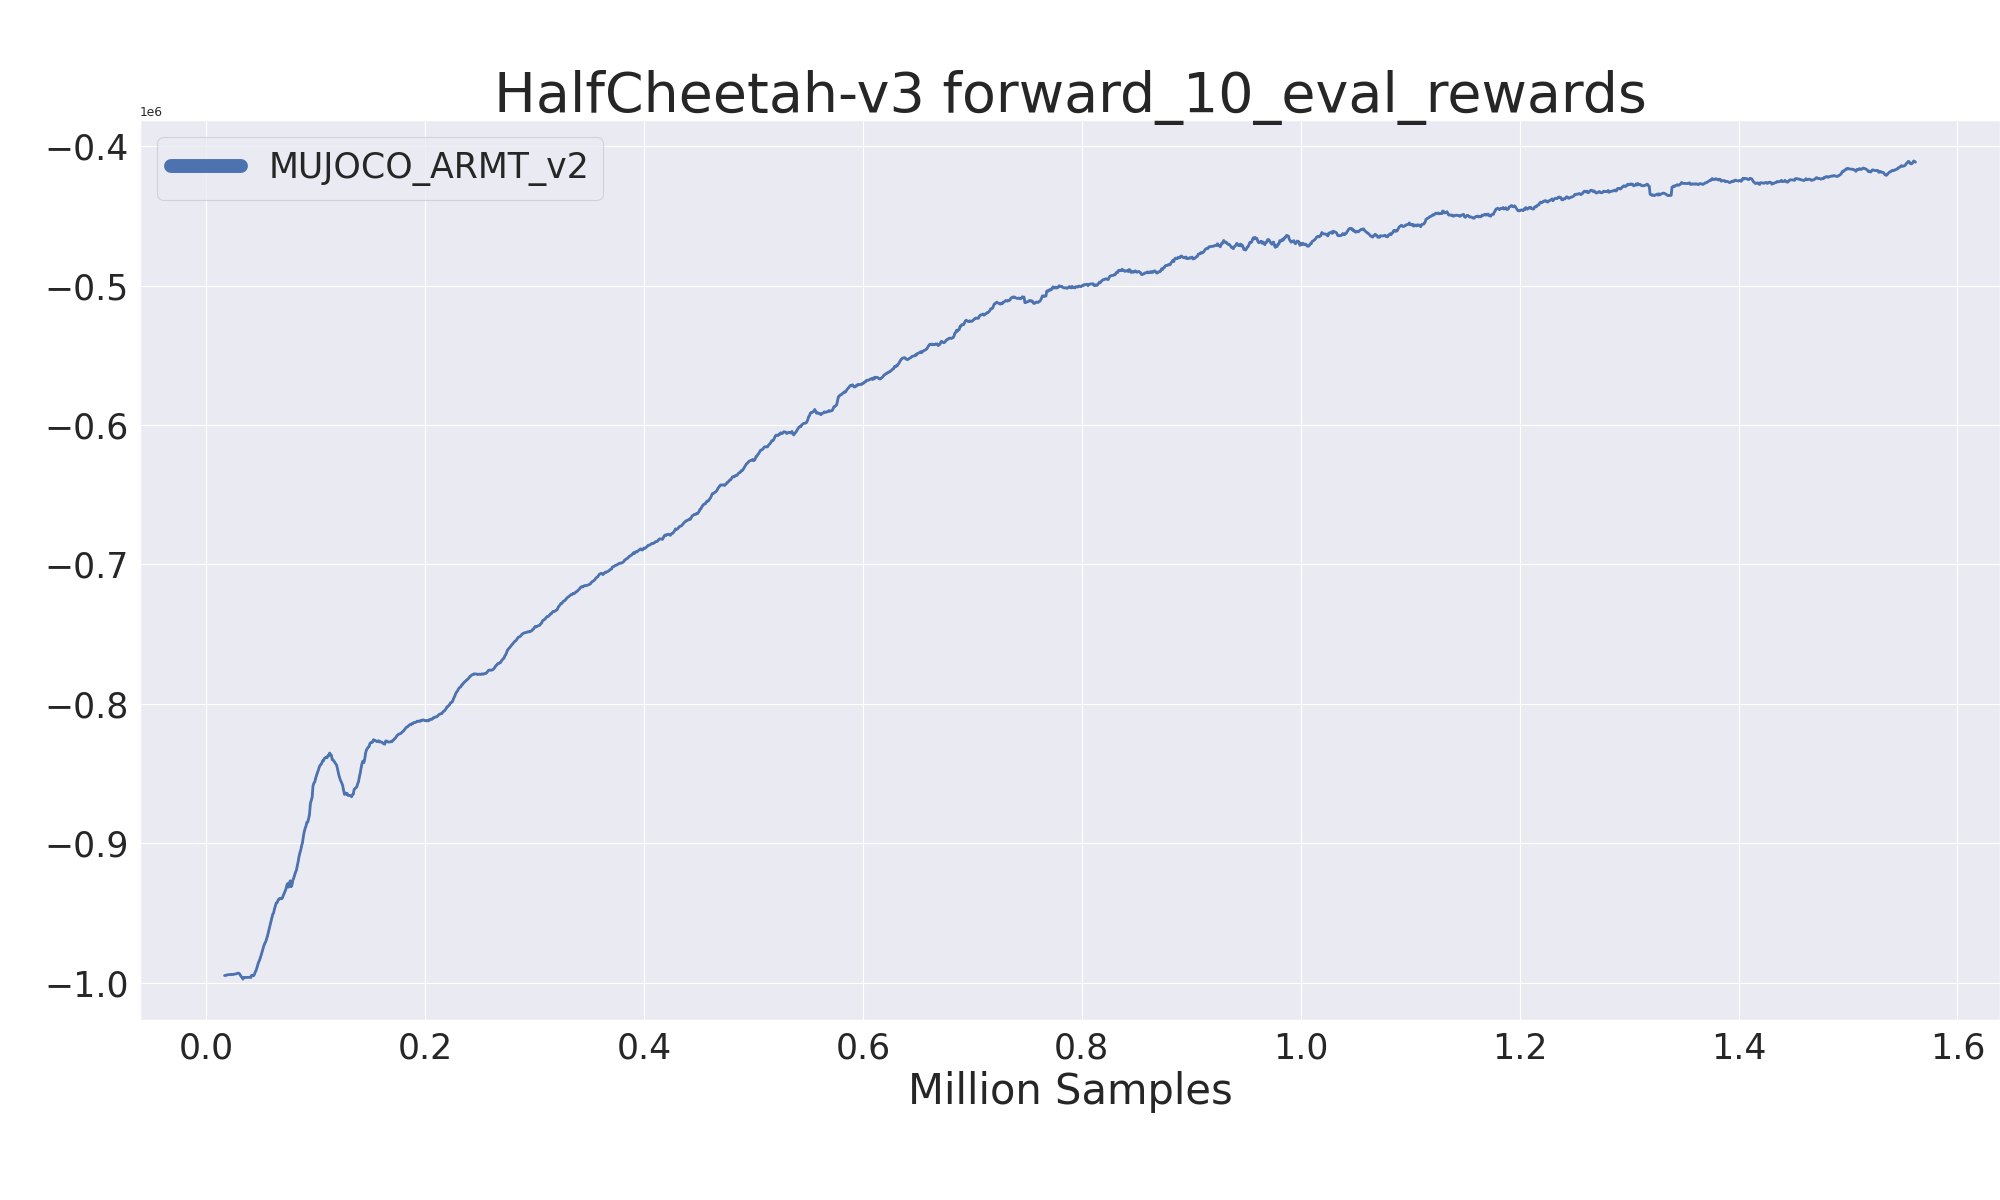 HalfCheetah-v3 forward_10_eval_rewards
1e6
MUJOCO_ARMT_v2
−0.4
−0.5
−0.6
−0.7
−0.8
−0.9
−1.0
0.0 0.2 0.4 0.6 0.8 1.0 1.2 1.4 1.6
Million Samples